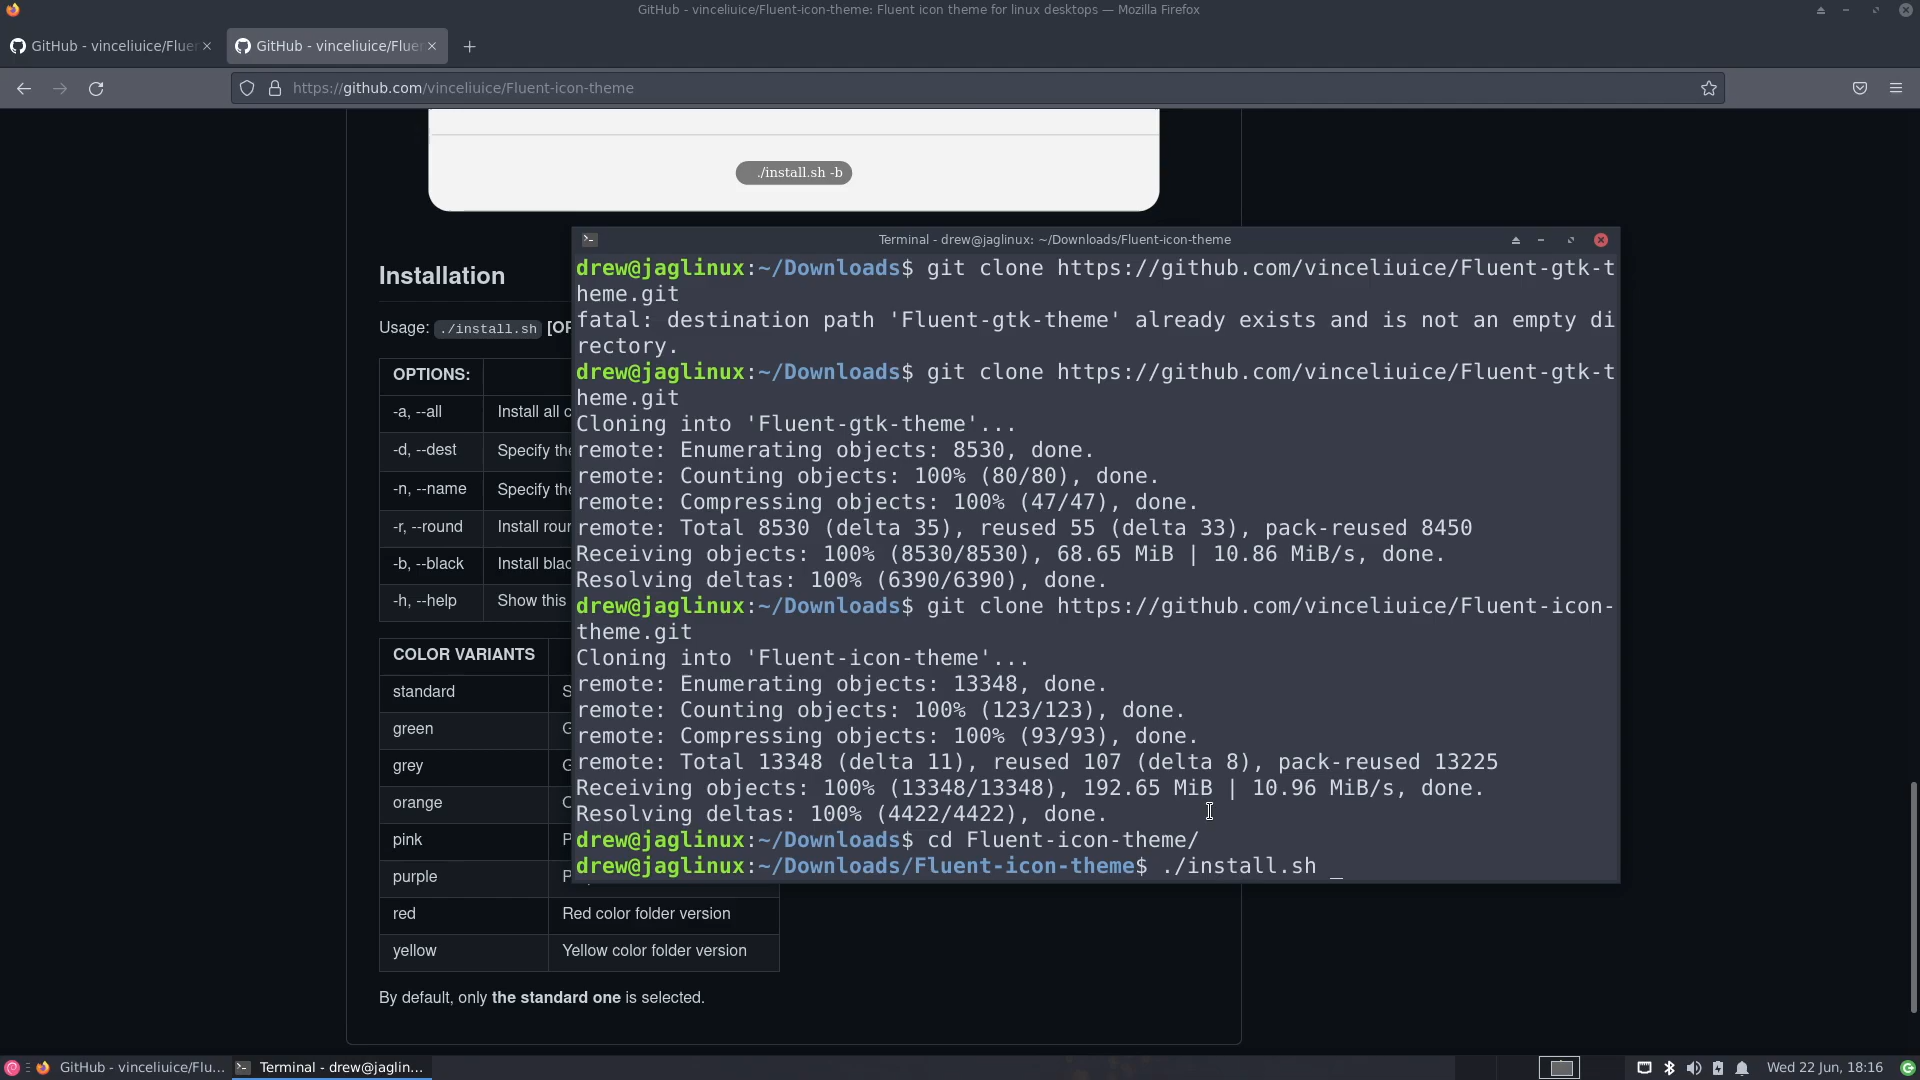 GitHub - vinceliuice/Fluent-icon-theme: Fluent icon theme for linux desktops — Mozilla Firefox
GitHub - vinceliuice/Flue
GitHub - vinceliuice/Flue
https://github.com/vinceliuice/Fluent-icon-theme
./install.sh -b
Installation
Usage: ./install.sh [OP
OPTIONS:
-a, --all Install all c
-d, --dest Specify the
-n, --name Specify the
-r, --round Install rour
-b, --black Install blac
-h, --help Show this
COLOR VARIANTS
standard S
green G
grey G
orange O
pink P
purple P
red Red color folder version
yellow Yellow color folder version
By default, only the standard one is selected.
Terminal - drew@jaglinux: ~/Downloads/Fluent-icon-theme
drew@jaglinux:~/Downloads$ git clone https://github.com/vinceliuice/Fluent-gtk-t
heme.git
fatal: destination path 'Fluent-gtk-theme' already exists and is not an empty di
rectory.
drew@jaglinux:~/Downloads$ git clone https://github.com/vinceliuice/Fluent-gtk-t
heme.git
Cloning into 'Fluent-gtk-theme'...
remote: Enumerating objects: 8530, done.
remote: Counting objects: 100% (80/80), done.
remote: Compressing objects: 100% (47/47), done.
remote: Total 8530 (delta 35), reused 55 (delta 33), pack-reused 8450
Receiving objects: 100% (8530/8530), 68.65 MiB | 10.86 MiB/s, done.
Resolving deltas: 100% (6390/6390), done.
drew@jaglinux:~/Downloads$ git clone https://github.com/vinceliuice/Fluent-icon-
theme.git
Cloning into 'Fluent-icon-theme'...
remote: Enumerating objects: 13348, done.
remote: Counting objects: 100% (123/123), done.
remote: Compressing objects: 100% (93/93), done.
remote: Total 13348 (delta 11), reused 107 (delta 8), pack-reused 13225
Receiving objects: 100% (13348/13348), 192.65 MiB | 10.96 MiB/s, done.
Resolving deltas: 100% (4422/4422), done.
drew@jaglinux:~/Downloads$ cd Fluent-icon-theme/
drew@jaglinux:~/Downloads/Fluent-icon-theme$ ./install.sh _
GitHub - vinceliuice/Flu...
Terminal - drew@jaglin...
Wed 22 Jun, 18:16